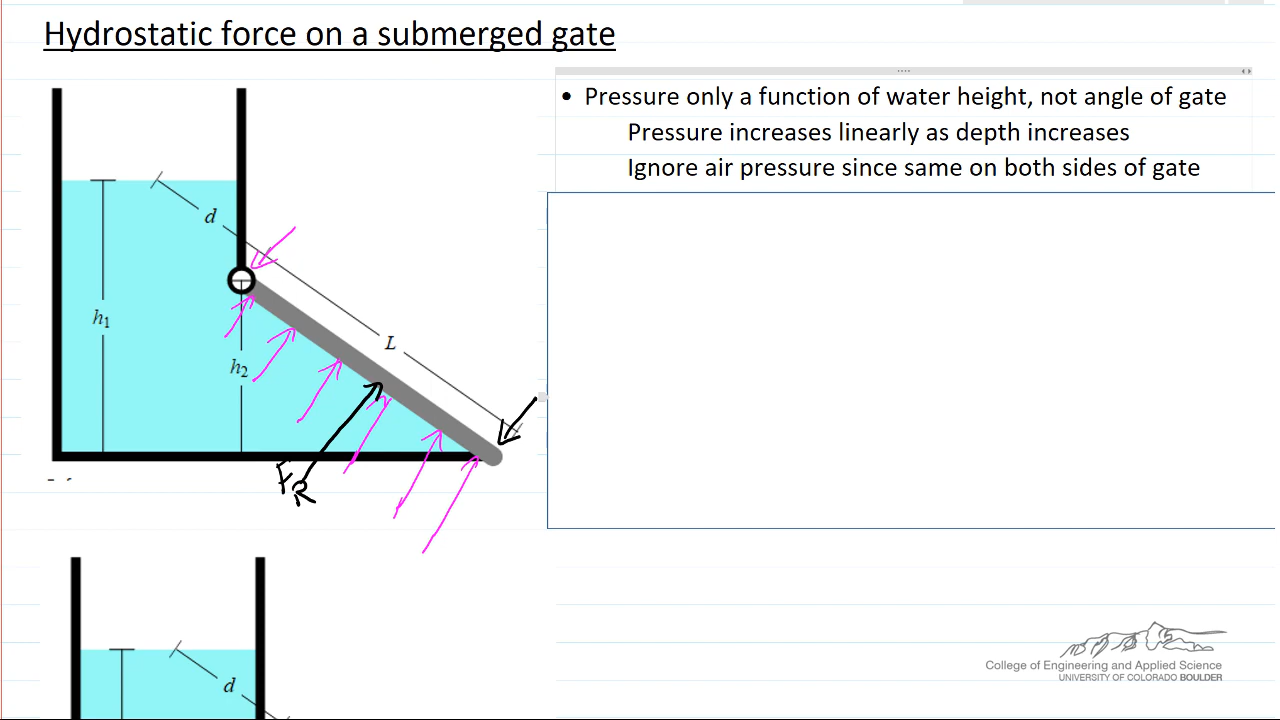 Hydrostatic force on a submerged gate
• Pressure only a function of water height, not angle of gate
Pressure increases linearly as depth increases
Ignore air pressure since same on both sides of gate
d
h₁
L
h₂
F_R
d
College of Engineering and Applied Science
UNIVERSITY OF COLORADO BOULDER